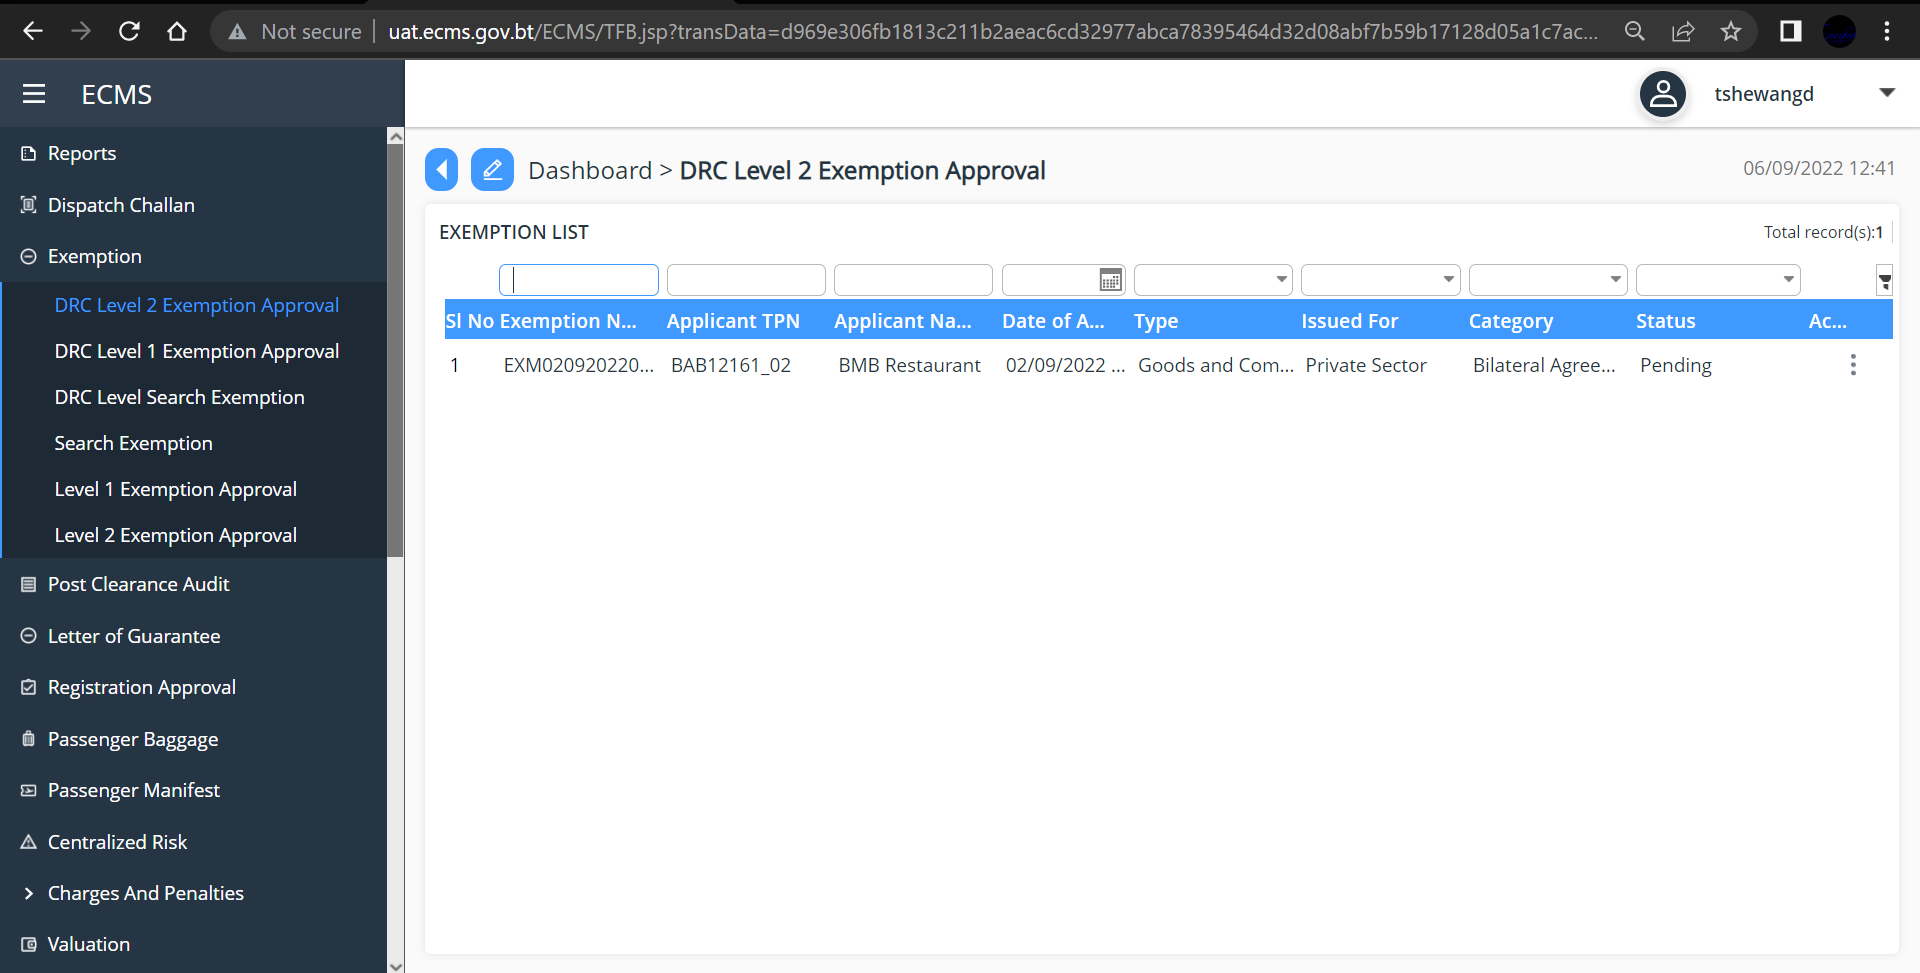 Not secure
uat.ecms.gov.bt/ECMS/TFB.jsp?transData=d969e306fb1813c211b2aeac6cd32977abca78395464d32d08abf7b59b17128d05a1c7ac...
ECMS
tshewangd
Reports
Dispatch Challan
Exemption
DRC Level 2 Exemption Approval
DRC Level 1 Exemption Approval
DRC Level Search Exemption
Search Exemption
Level 1 Exemption Approval
Level 2 Exemption Approval
Post Clearance Audit
Letter of Guarantee
Registration Approval
Passenger Baggage
Passenger Manifest
Centralized Risk
Charges And Penalties
Valuation
Dashboard > DRC Level 2 Exemption Approval
06/09/2022 12:41
EXEMPTION LIST
Total record(s):1
Sl No Exemption N... Applicant TPN Applicant Na... Date of A... Type Issued For Category Status Ac...
1 EXM020920220... BAB12161_02 BMB Restaurant 02/09/2022 ... Goods and Com... Private Sector Bilateral Agree... Pending